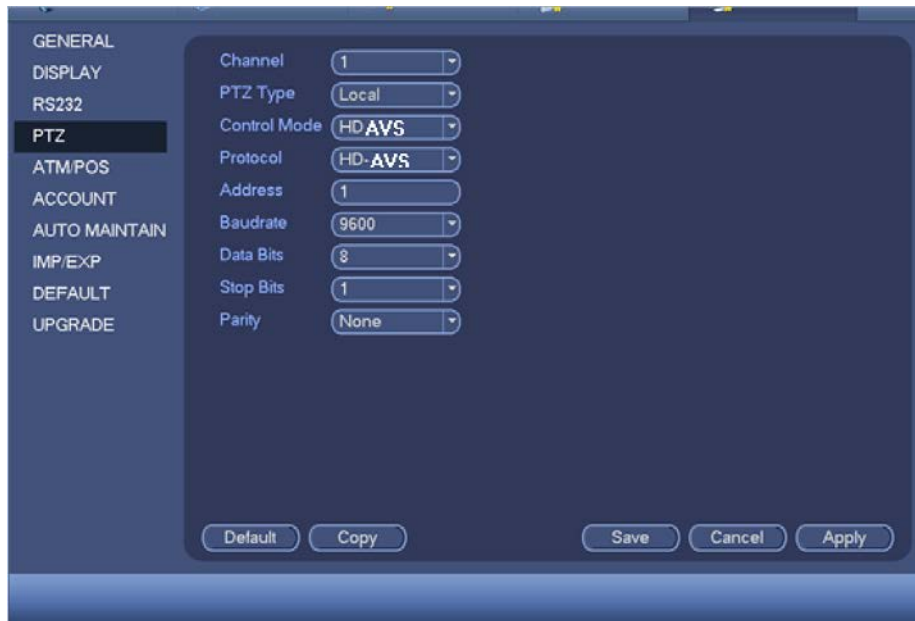 GENERAL
DISPLAY
RS232
PTZ
ATM/POS
ACCOUNT
AUTO MAINTAIN
IMP/EXP
DEFAULT
UPGRADE
Channel 1
PTZ Type Local
Control Mode HD AVS
Protocol HD-AVS
Address 1
Baudrate 9600
Data Bits 8
Stop Bits 1
Parity None
Default Copy Save Cancel Apply